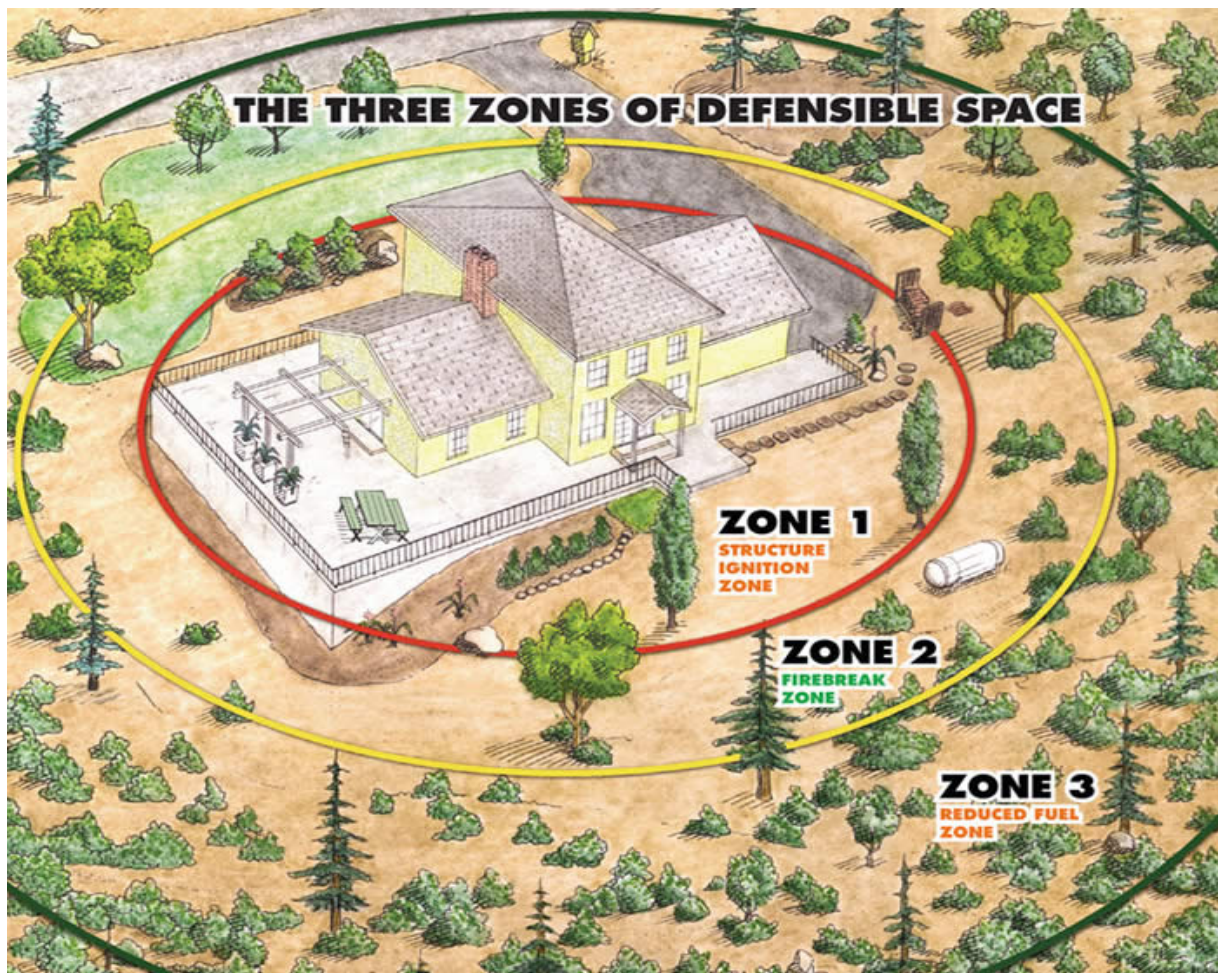 THE THREE ZONES OF DEFENSIBLE SPACE
ZONE 1
STRUCTURE
IGNITION
ZONE
ZONE 2
FIREBREAK
ZONE
ZONE 3
REDUCED FUEL
ZONE